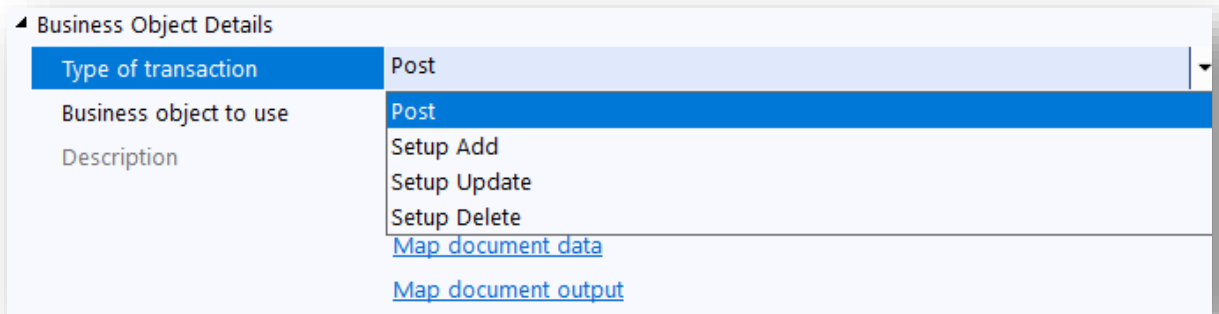 Business Object Details
Type of transaction Post
Business object to use Post
Description Setup Add
Setup Update
Setup Delete
Map document data
Map document output